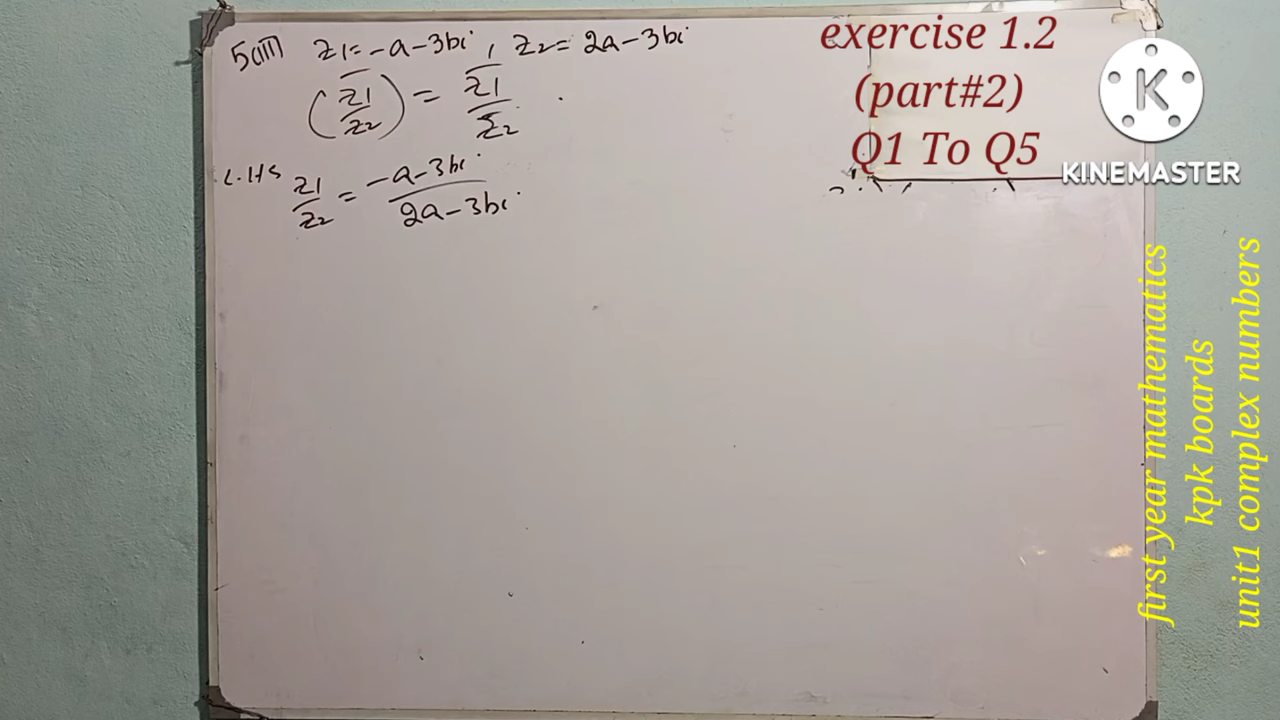 5(iii) z1=-a-3bi , z2=2a-3bi
(z1/z2)‾ = z̄1/z̄2
L.H.S z1/z2 = -a-3bi/2a-3bi
exercise 1.2
(part#2)
Q1 To Q5
K
KINEMASTER
first year mathematics
kpk boards
unit1 complex numbers